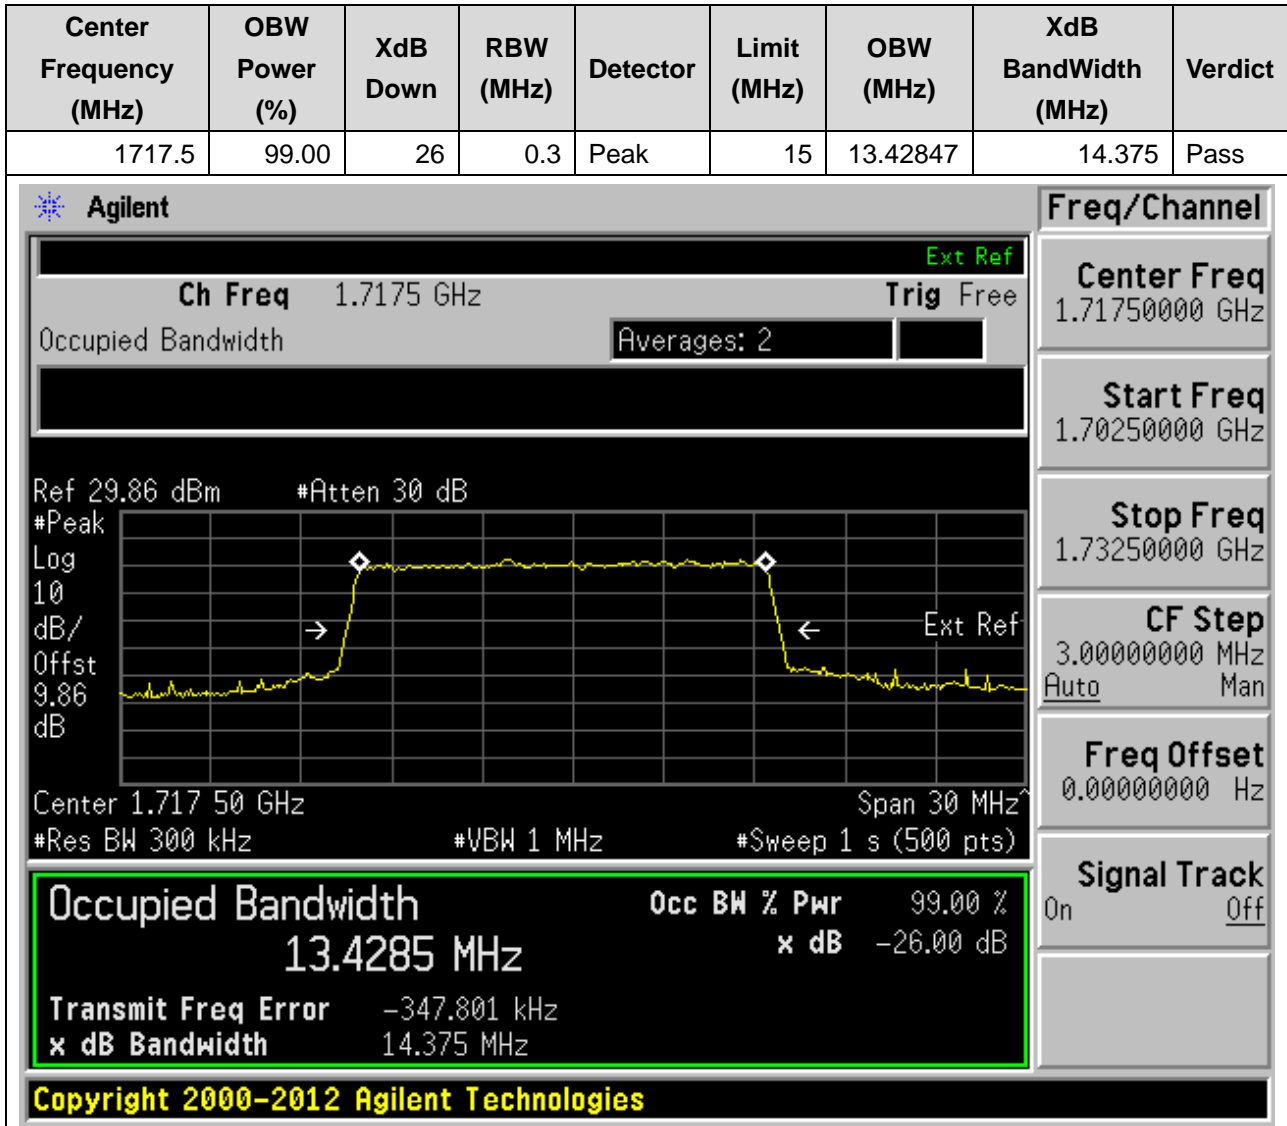 Center Frequency (MHz) OBW Power (%) XdB Down RBW (MHz) Detector Limit (MHz) OBW (MHz) XdB BandWidth (MHz) Verdict
1717.5 99.00 26 0.3 Peak 15 13.42847 14.375 Pass
Agilent
Freq/Channel
Ext Ref
Ch Freq 1.7175 GHz Trig Free
Occupied Bandwidth Averages: 2
Center Freq
1.71750000 GHz
Start Freq
1.70250000 GHz
Stop Freq
1.73250000 GHz
CF Step
3.00000000 MHz
Auto Man
Freq Offset
0.00000000 Hz
Signal Track
On Off
Ref 29.86 dBm #Atten 30 dB
#Peak
Log
10
dB/
Offst
9.86
dB
Ext Ref
Center 1.717 50 GHz Span 30 MHz^
#Res BW 300 kHz #VBW 1 MHz #Sweep 1 s (500 pts)
Occupied Bandwidth
13.4285 MHz
Occ BW % Pwr 99.00 %
x dB -26.00 dB
Transmit Freq Error -347.801 kHz
x dB Bandwidth 14.375 MHz
Copyright 2000-2012 Agilent Technologies